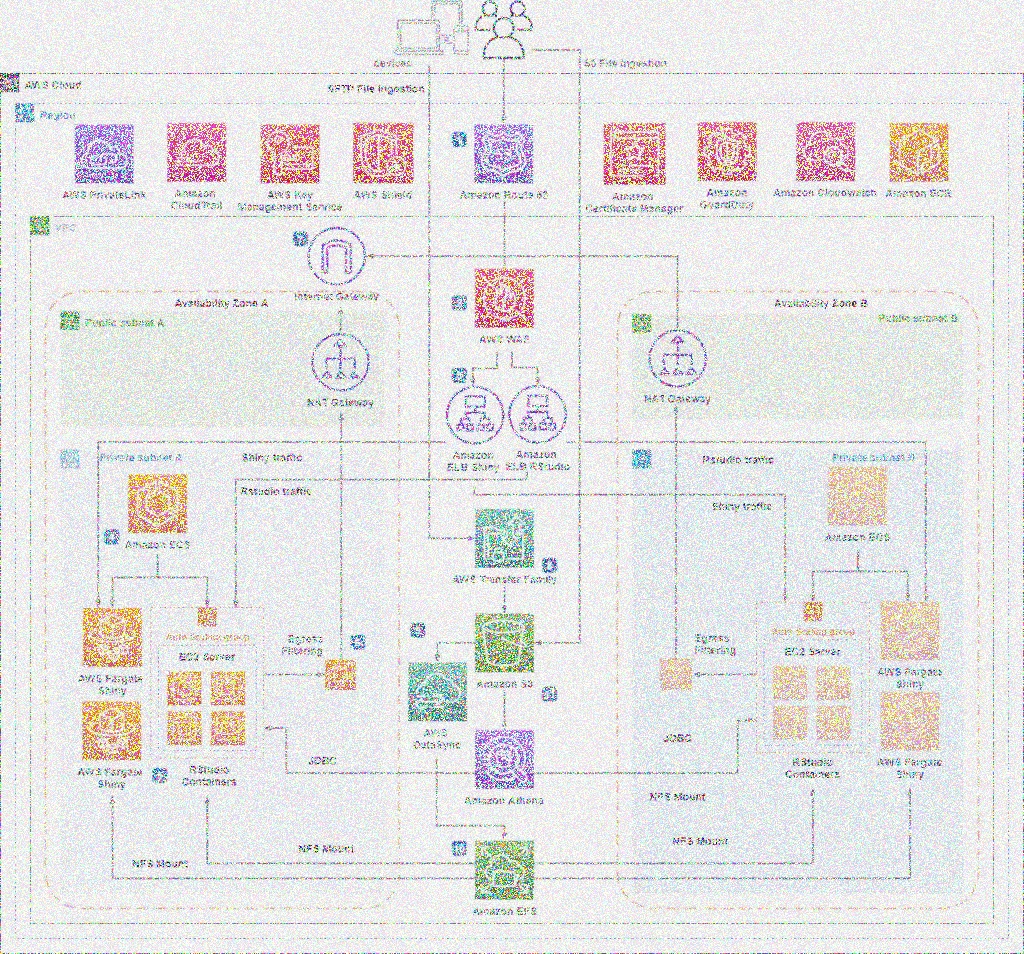 devices
S3 File Ingestion
SFTP File Ingestion
AWS Cloud
Region
AWS PrivateLink
Amazon
CloudTrail
AWS Key
Management Service
AWS Shield
Amazon Route 53
Amazon
Certificate Manager
Amazon
GuardDuty
Amazon Cloudwatch
Amazon ECR
VPC
Internet Gateway
Availability Zone A
Availability Zone B
Public subnet A
Public subnet B
AWS WAF
NAT Gateway
NAT Gateway
Amazon
ELB Shiny
Amazon
ELB RStudio
Private subnet A
Shiny traffic
Rstudio traffic
Private subnet B
Rstudio traffic
Shiny traffic
Amazon ECS
Amazon ECS
AWS Transfer Family
Auto Scaling group
EC2 Server
Egress
Filtering
Egress
Filtering
Auto Scaling group
EC2 Server
AWS Fargate
Shiny
Amazon S3
AWS Fargate
Shiny
AWS
DataSync
JDBC
JDBC
AWS Fargate
Shiny
RStudio
Containers
Amazon Athena
RStudio
Containers
AWS Fargate
Shiny
NFS Mount
NFS Mount
NFS Mount
NFS Mount
Amazon EFS